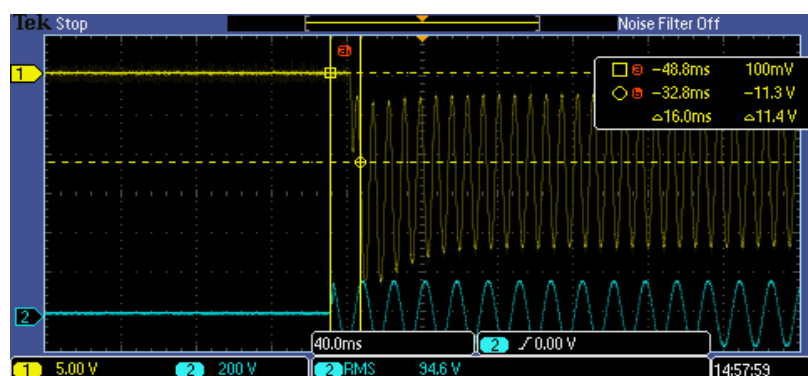 Tek Stop Noise Filter Off
a b
1
a -48.8ms 100mV
b -32.8ms -11.3 V
△16.0ms △11.4 V
2
40.0ms 2 0.00 V
1 5.00 V 2 200 V 2 RMS 94.6 V 14:57:59